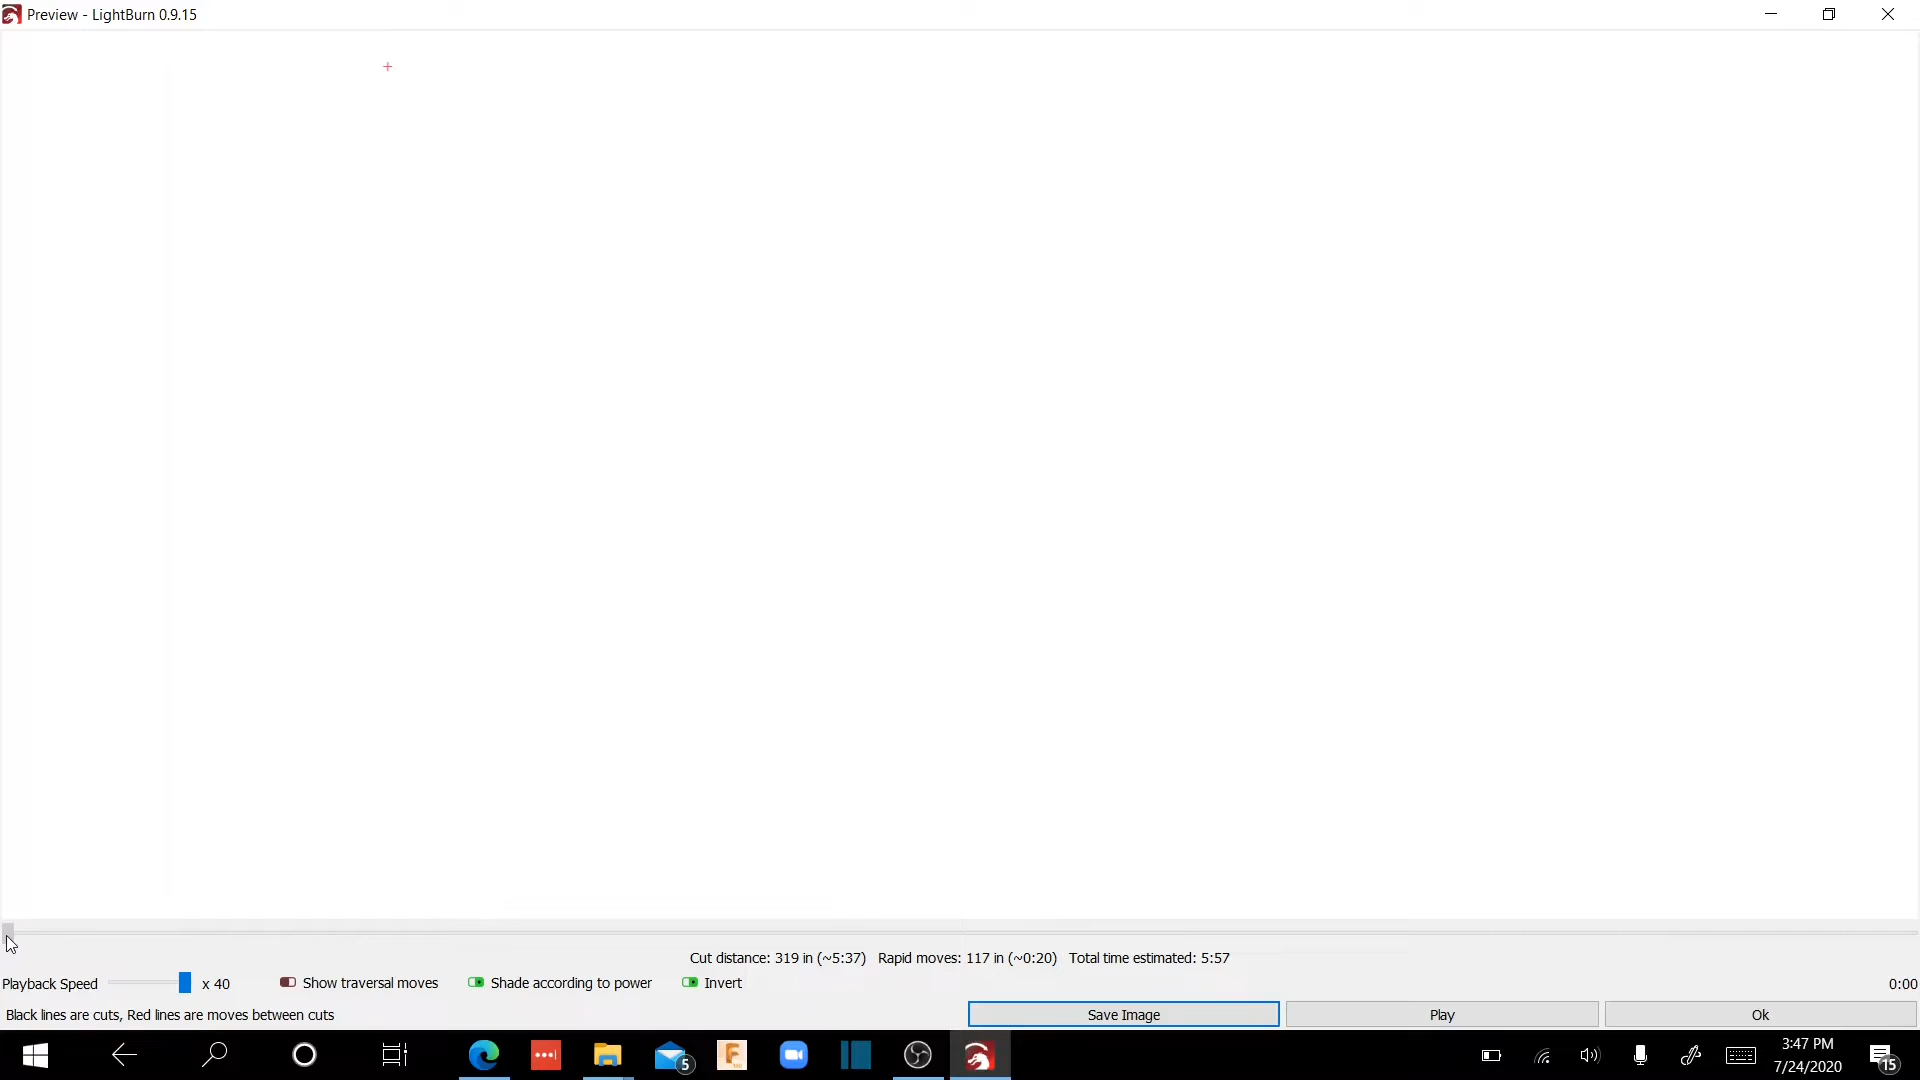 Preview - LightBurn 0.9.15
Cut distance: 319 in (~5:37) Rapid moves: 117 in (~0:20) Total time estimated: 5:57
Playback Speed x 40 Show traversal moves Shade according to power Invert 0:00
Black lines are cuts, Red lines are moves between cuts Save Image Play Ok
5
F
3:47 PM
7/24/2020
15